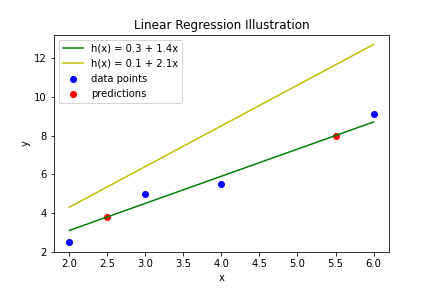 Linear Regression Illustration
h(x) = 0.3 + 1.4x
h(x) = 0.1 + 2.1x
data points
predictions
12
10
8
6
4
2
y
2.0 2.5 3.0 3.5 4.0 4.5 5.0 5.5 6.0
x